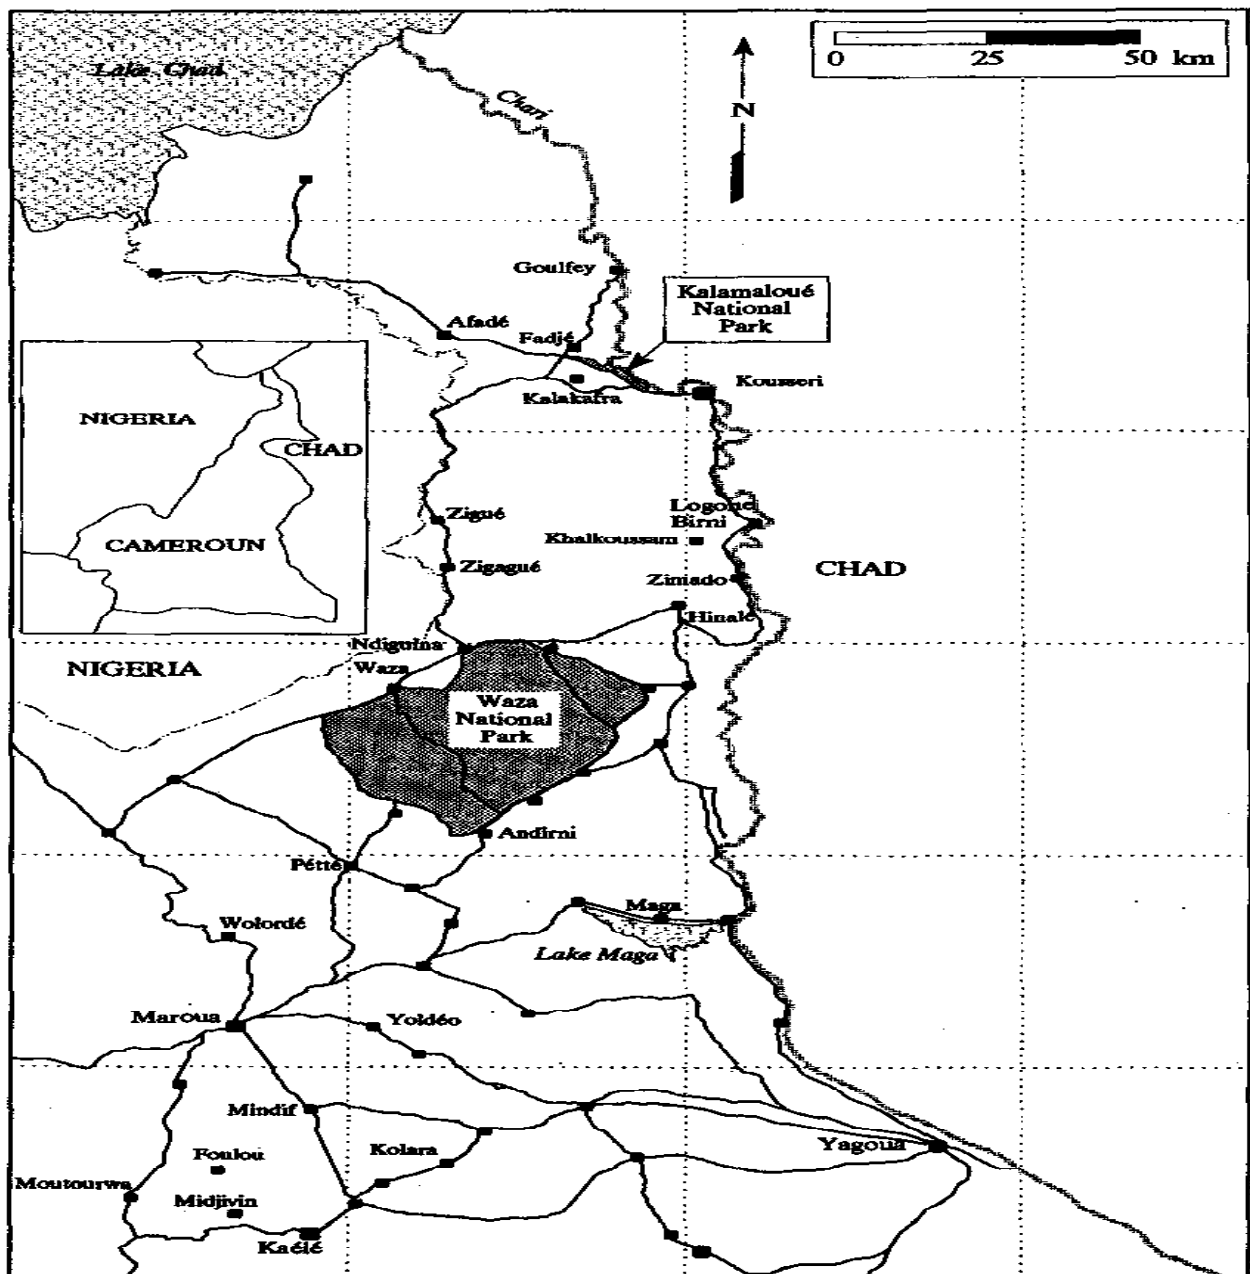 Lake Chad
0 25 50 km
Chari
N
Goulfey
Kalamaloué
National
Park
Afadé
Fadjé
Kousseri
Kalakafra
NIGERIA
CHAD
CAMEROUN
Zigué
Logone
Birni
Khalkoussam
Zigagué
Ziniado
CHAD
Hinalé
Ndiguina
Waza
NIGERIA
Waza
National
Park
Andirni
Pétté
Maga
Wolordé
Lake Maga
Maroua
Yoldéo
Mindif
Kolara
Yagoua
Foulou
Moutourwa
Midjivin
Kaélé